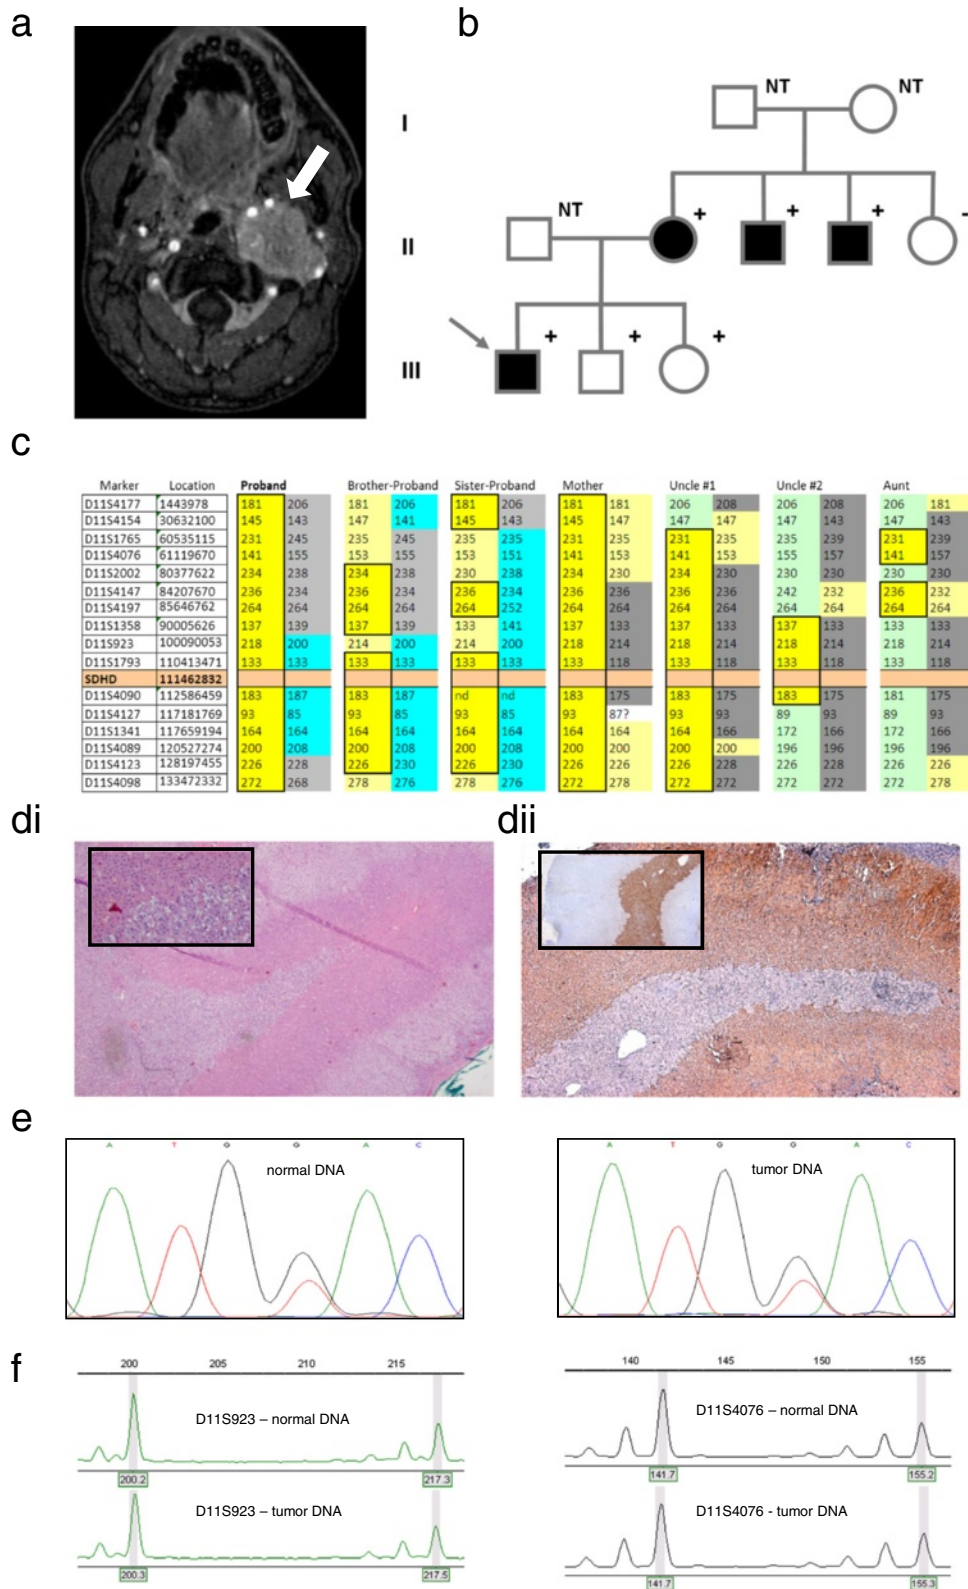 a
b
NT
NT
I
NT
+
+
+
-
II
+
+
+
III
c
Marker Location Proband Brother-Proband Sister-Proband Mother Uncle #1 Uncle #2 Aunt
D11S4177 1443978 181 206 181 206 181 206 181 181 206 208 206 208 206 181
D11S4154 30632100 145 143 147 141 145 143 145 147 147 147 147 143 147 143
D11S1765 60535115 231 245 235 245 235 235 231 235 231 235 235 239 231 239
D11S4076 61119670 141 155 153 155 153 151 141 153 141 153 155 157 141 157
D11S2002 80377622 234 238 234 238 230 238 234 230 234 230 230 230 230 230
D11S4147 84207670 236 234 236 234 236 234 236 236 236 236 242 232 236 232
D11S4197 85646762 264 264 264 264 264 252 264 264 264 264 264 264 264 264
D11S1358 90005626 137 139 137 139 133 141 137 133 137 133 137 133 133 133
D11S923 100090053 218 200 214 200 214 200 218 214 218 214 218 214 218 214
D11S1793 110413471 133 133 133 133 133 133 133 118 133 118 133 118 133 118
SDHD 111462832
D11S4090 112586459 183 187 183 187 nd nd 183 175 183 175 183 175 181 175
D11S4127 117181769 93 85 93 85 93 85 93 87? 93 93 89 93 89 93
D11S1341 117659194 164 164 164 164 164 164 164 164 164 166 172 166 172 166
D11S4089 120527274 200 208 200 208 200 208 200 200 200 200 196 196 196 196
D11S4123 128197455 226 228 226 230 226 230 226 226 226 228 226 228 226 226
D11S4098 133472332 272 268 278 276 278 276 272 278 272 272 272 272 272 278
di
dii
e
A T G G A C
normal DNA
A T G G A C
tumor DNA
f
200 205 210 215
D11S923 – normal DNA
200.2 217.3
D11S923 – tumor DNA
200.3 217.5
140 145 150 155
D11S4076 – normal DNA
141.7 155.2
D11S4076 - tumor DNA
141.7 155.3